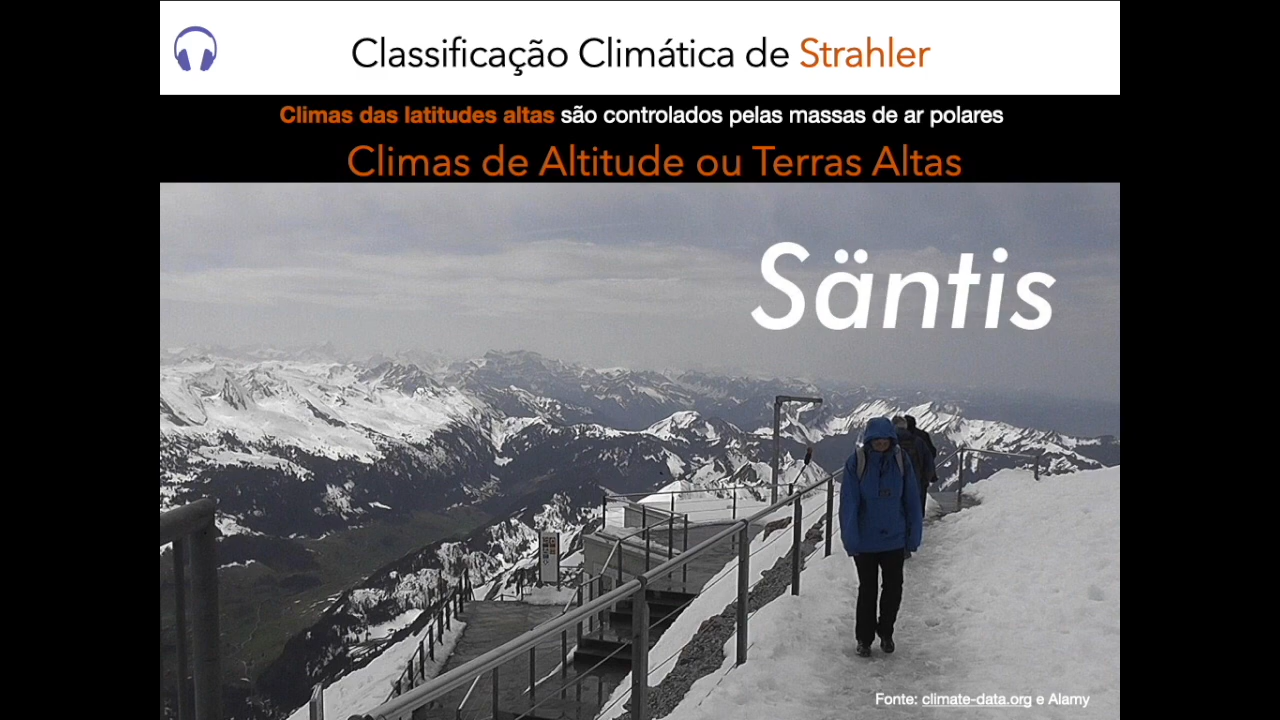 Classificação Climática de Strahler
Climas das latitudes altas são controlados pelas massas de ar polares
Climas de Altitude ou Terras Altas
Säntis
Fonte: climate-data.org e Alamy